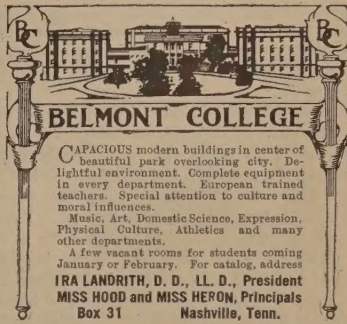 BC BC
BELMONT COLLEGE
CAPACIOUS modern buildings in center of
beautiful park overlooking city. De-
lightful environment. Complete equipment
in every department. European trained
teachers. Special attention to culture and
moral influences.
Music, Art, Domestic Science, Expression,
Physical Culture, Athletics and many
other departments.
A few vacant rooms for students coming
January or February. For catalog, address
IRA LANDRITH, D. D., LL. D., President
MISS HOOD and MISS HERON, Principals
Box 31 Nashville, Tenn.